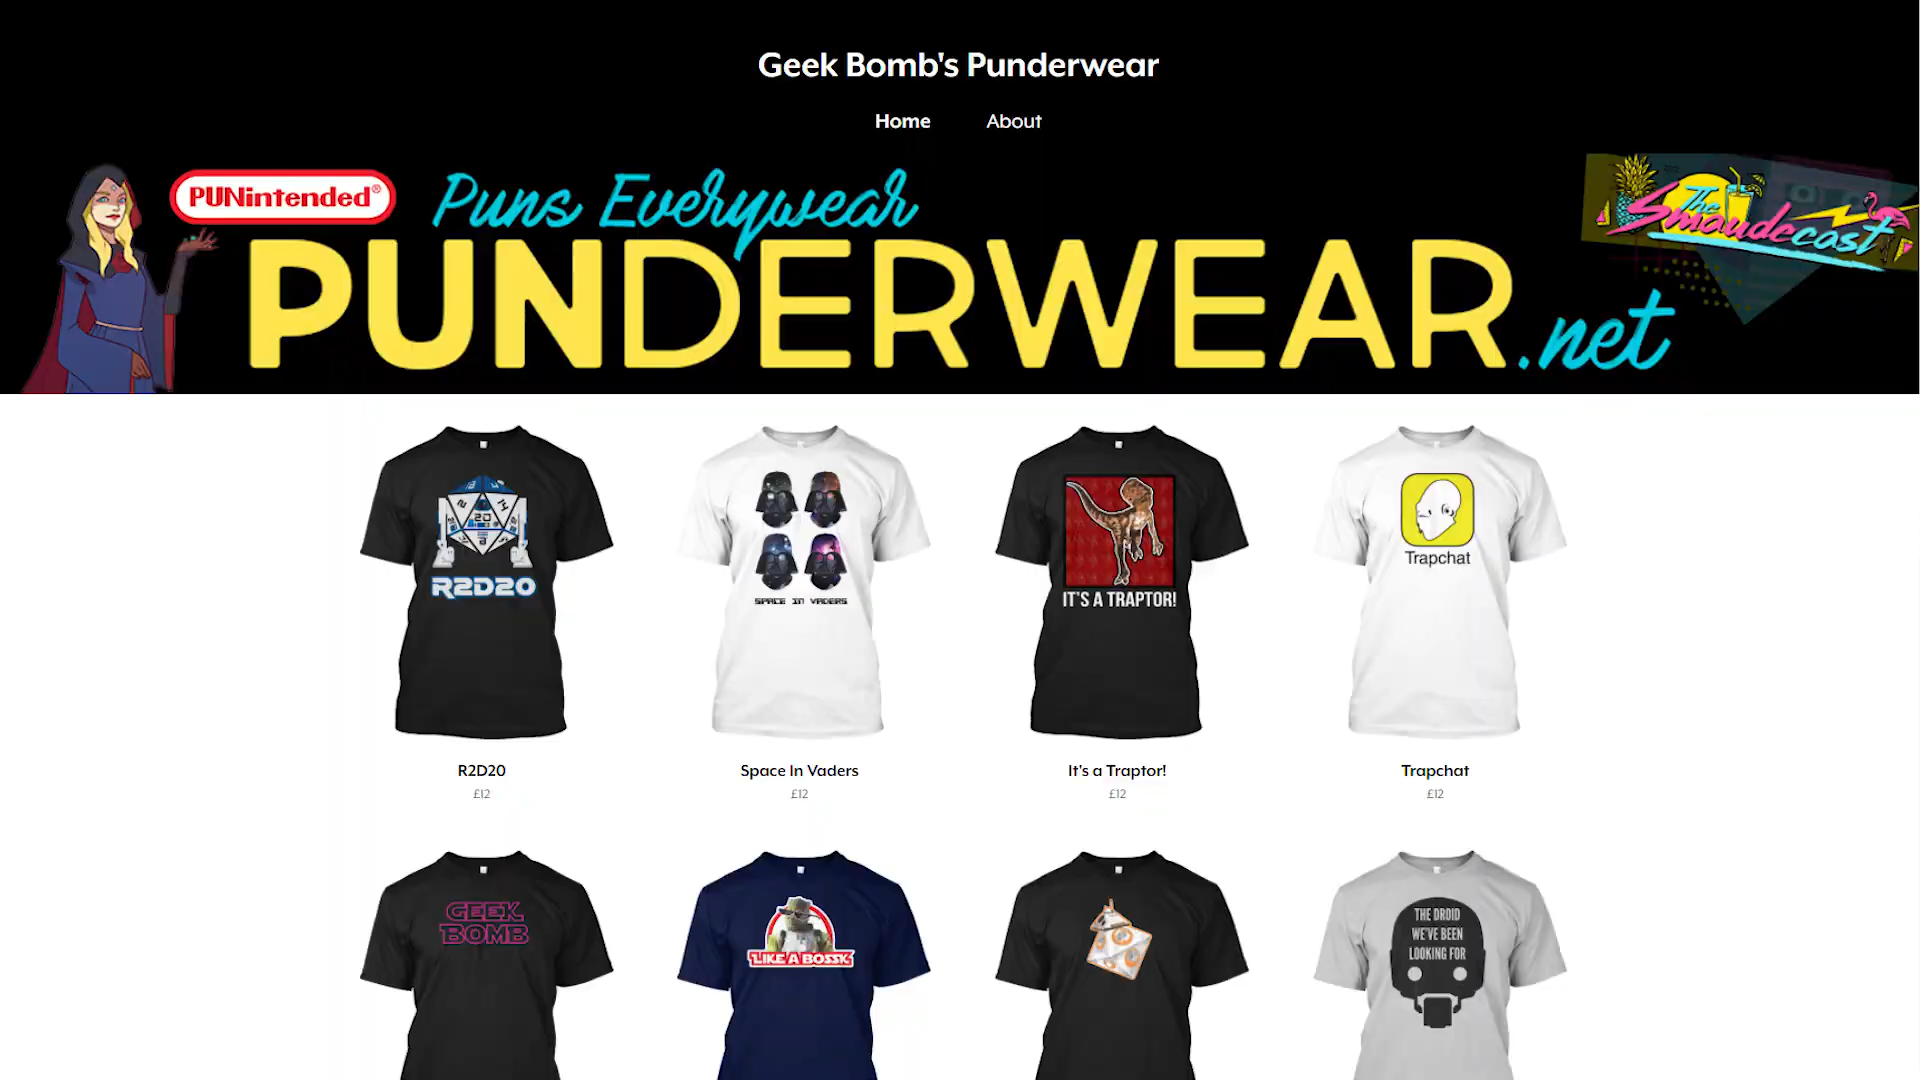 Geek Bomb's Punderwear
Home About
PUNintended®
Puns Everywear
PUNDERWEAR.net
The Smaudecast
20
R2D20
SPACE IN VADERS
IT'S A TRAPTOR!
Trapchat
R2D20
Space In Vaders
It's a Traptor!
Trapchat
£12
£12
£12
£12
GEEK
BOMB
LIKE A BOSSK
THE DROID
WE'VE BEEN
LOOKING FOR